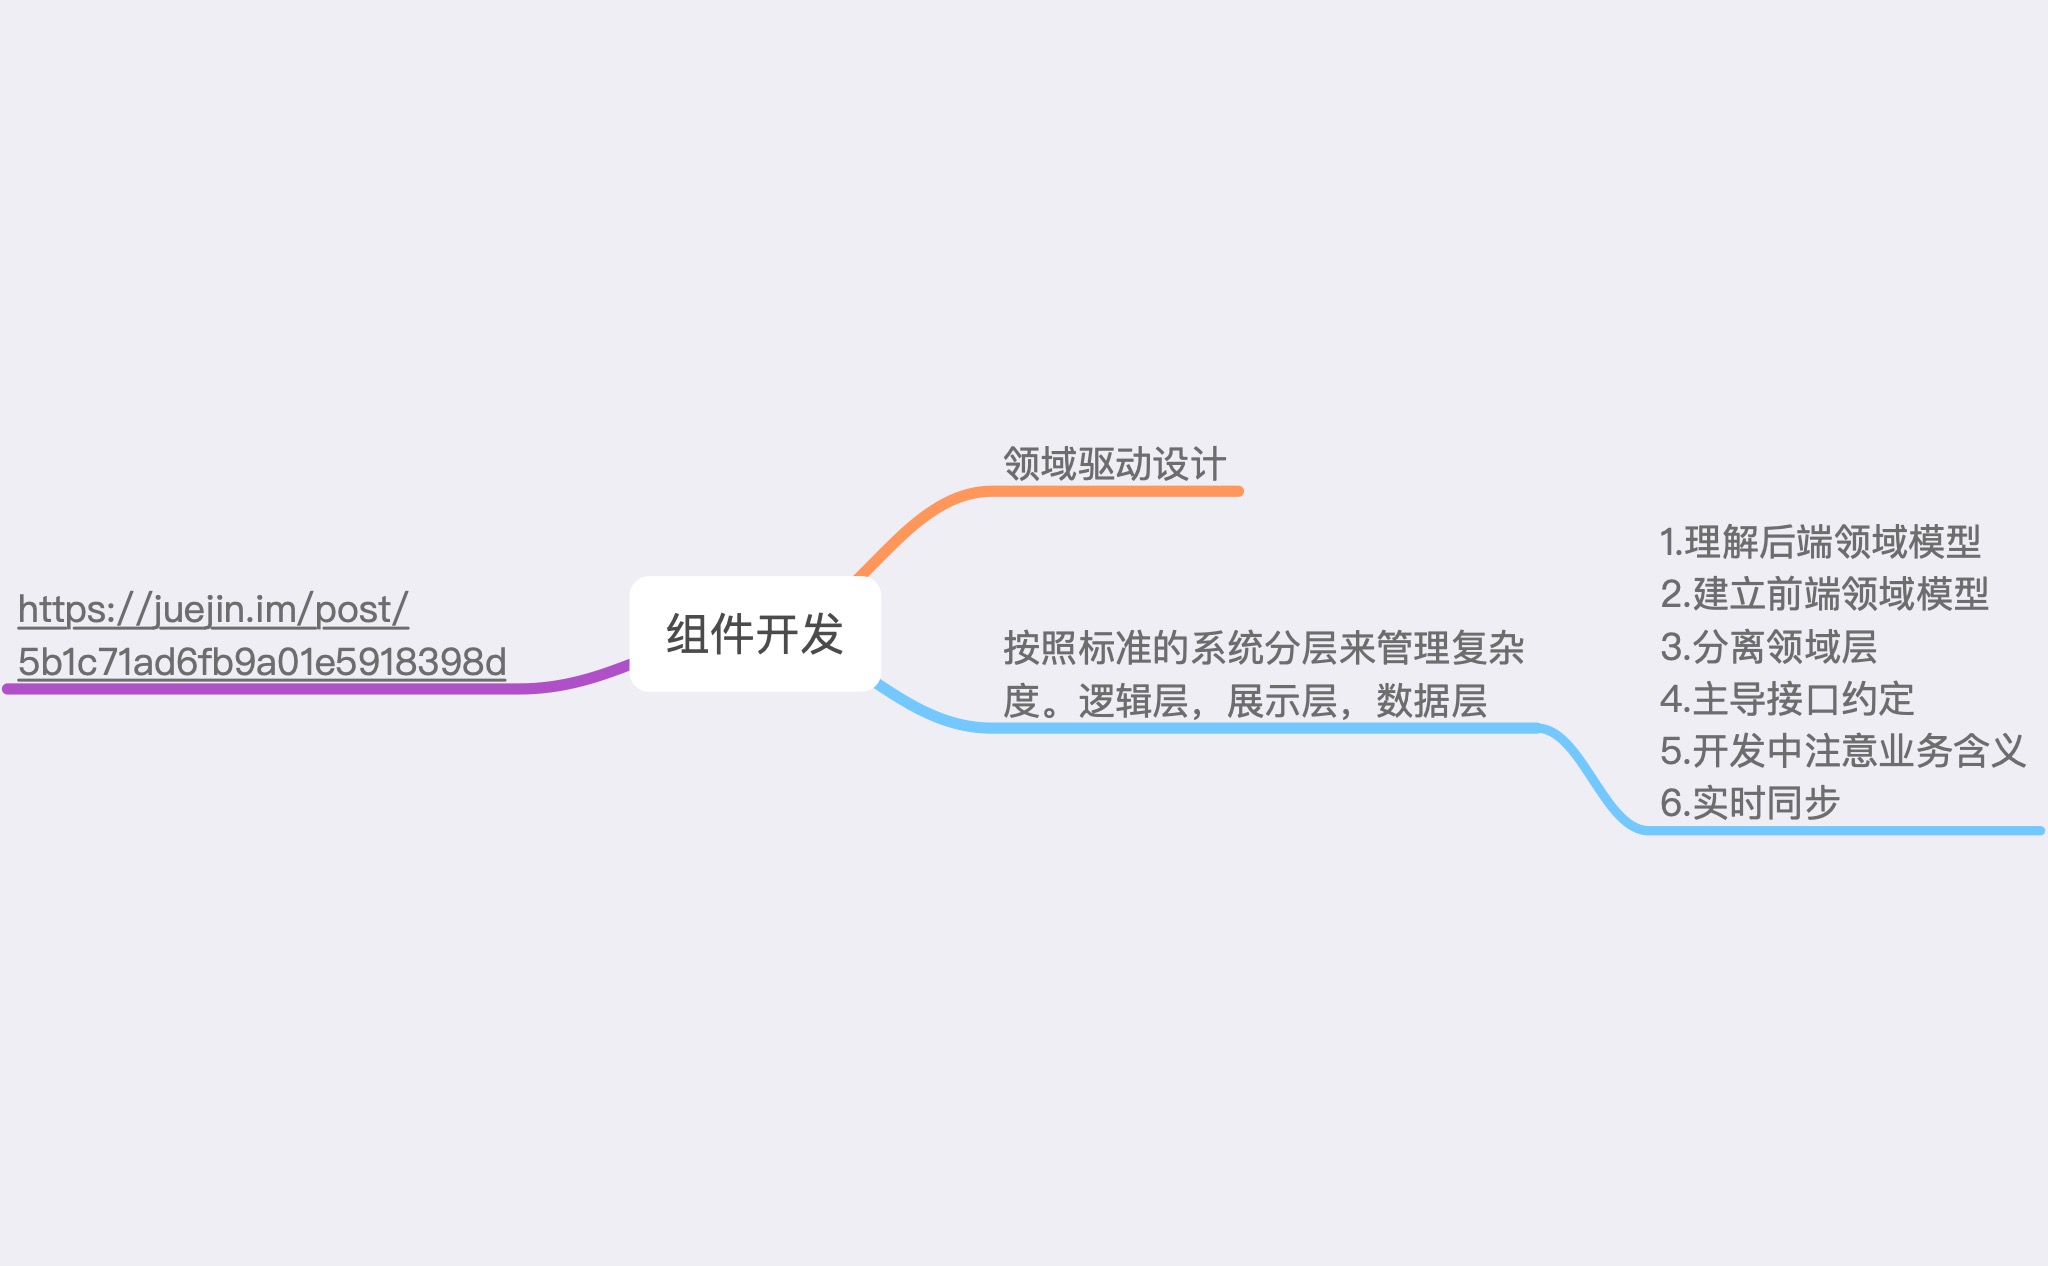 领域驱动设计
https://juejin.im/post/
5b1c71ad6fb9a01e5918398d
组件开发
按照标准的系统分层来管理复杂
度。逻辑层，展示层，数据层
1.理解后端领域模型
2.建立前端领域模型
3.分离领域层
4.主导接口约定
5.开发中注意业务含义
6.实时同步